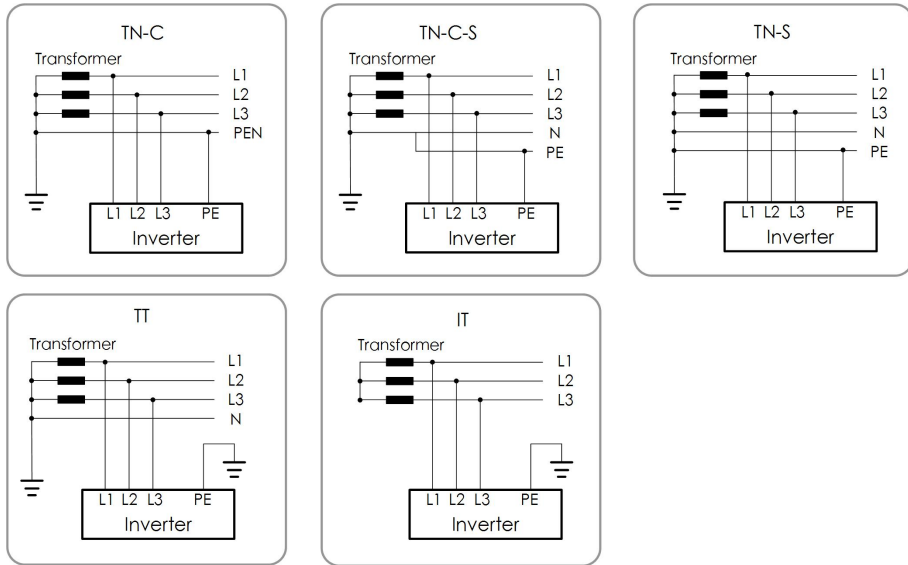 TN-C
Transformer
L1
L2
L3
PEN
L1 L2 L3 PE
Inverter
TN-C-S
Transformer
L1
L2
L3
N
PE
L1 L2 L3 PE
Inverter
TN-S
Transformer
L1
L2
L3
N
PE
L1 L2 L3 PE
Inverter
TT
Transformer
L1
L2
L3
N
L1 L2 L3 PE
Inverter
IT
Transformer
L1
L2
L3
L1 L2 L3 PE
Inverter